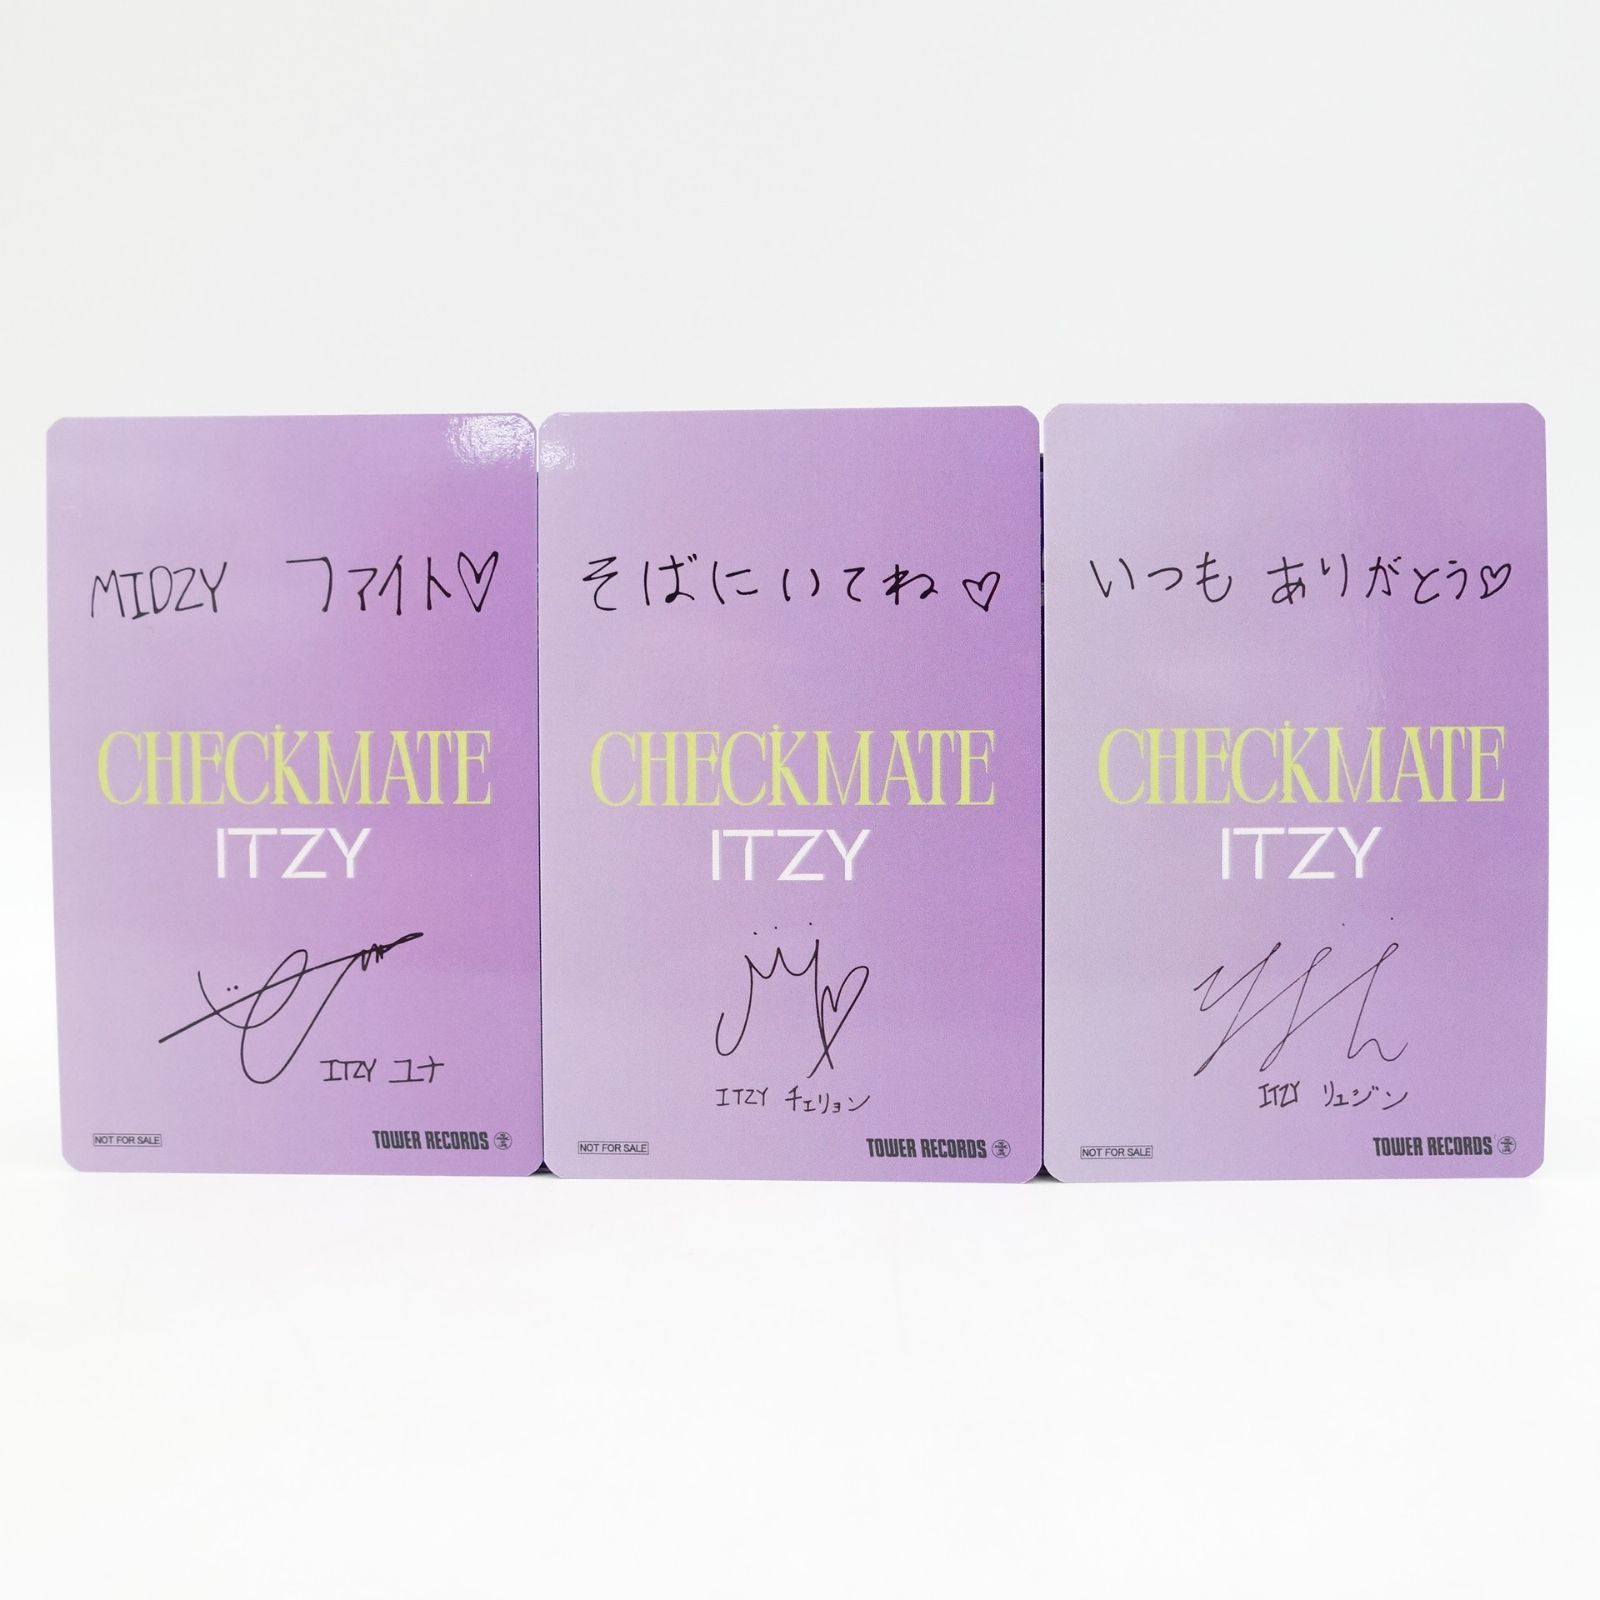 MIDZY ファイト♡
CHECKMATE
ITZY
ITZY ユナ
NOT FOR SALE
TOWER RECORDS
そばにいてね♡
CHECKMATE
ITZY
ITZY チェリョン
NOT FOR SALE
TOWER RECORDS
いつも ありがとう♡
CHECKMATE
ITZY
ITZY リュジン
NOT FOR SALE
TOWER RECORDS